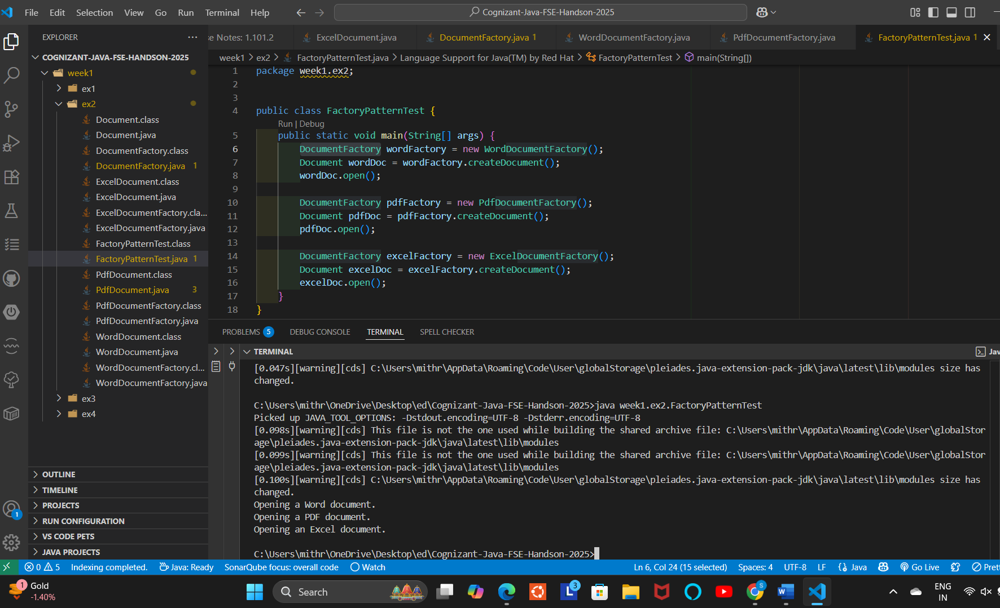 File Edit Selection View Go Run Terminal Help
Cognizant-Java-FSE-Handson-2025
EXPLORER
se Notes: 1.101.2 ExcelDocument.java DocumentFactory.java 1 WordDocumentFactory.java PdfDocumentFactory.java FactoryPatternTest.java 1
week1 > ex2 > FactoryPatternTest.java > Language Support for Java(TM) by Red Hat > FactoryPatternTest > main(String[])
COGNIZANT-JAVA-FSE-HANDSON-2025
week1
ex1
ex2
Document.class
Document.java
DocumentFactory.class
DocumentFactory.java 1
ExcelDocument.class
ExcelDocument.java
ExcelDocumentFactory.cla...
ExcelDocumentFactory.java
FactoryPatternTest.class
FactoryPatternTest.java 1
PdfDocument.class
PdfDocument.java 3
PdfDocumentFactory.class
PdfDocumentFactory.java
WordDocument.class
WordDocument.java
WordDocumentFactory.cl...
WordDocumentFactory.java
ex3
ex4
OUTLINE
TIMELINE
PROJECTS
RUN CONFIGURATION
VS CODE PETS
JAVA PROJECTS
1 package week1.ex2;
2
3
4 public class FactoryPatternTest {
Run | Debug
5 public static void main(String[] args) {
6 DocumentFactory wordFactory = new WordDocumentFactory();
7 Document wordDoc = wordFactory.createDocument();
8 wordDoc.open();
9
10 DocumentFactory pdfFactory = new PdfDocumentFactory();
11 Document pdfDoc = pdfFactory.createDocument();
12 pdfDoc.open();
13
14 DocumentFactory excelFactory = new ExcelDocumentFactory();
15 Document excelDoc = excelFactory.createDocument();
16 excelDoc.open();
17 }
18 }
PROBLEMS 5 DEBUG CONSOLE TERMINAL SPELL CHECKER
TERMINAL Jav
[0.047s][warning][cds] C:\Users\mithr\AppData\Roaming\Code\User\globalStorage\pleiades.java-extension-pack-jdk\java\latest\lib\modules size has
changed.
C:\Users\mithr\OneDrive\Desktop\ed\Cognizant-Java-FSE-Handson-2025>java week1.ex2.FactoryPatternTest
Picked up JAVA_TOOL_OPTIONS: -Dstdout.encoding=UTF-8 -Dstderr.encoding=UTF-8
[0.098s][warning][cds] This file is not the one used while building the shared archive file: C:\Users\mithr\AppData\Roaming\Code\User\globalStor
age\pleiades.java-extension-pack-jdk\java\latest\lib\modules
[0.099s][warning][cds] This file is not the one used while building the shared archive file: C:\Users\mithr\AppData\Roaming\Code\User\globalStor
age\pleiades.java-extension-pack-jdk\java\latest\lib\modules
[0.100s][warning][cds] C:\Users\mithr\AppData\Roaming\Code\User\globalStorage\pleiades.java-extension-pack-jdk\java\latest\lib\modules size has
changed.
Opening a Word document.
Opening a PDF document.
Opening an Excel document.
C:\Users\mithr\OneDrive\Desktop\ed\Cognizant-Java-FSE-Handson-2025>
1
0 5 Indexing completed. Java: Ready SonarQube focus: overall code Watch Ln 6, Col 24 (15 selected) Spaces: 4 UTF-8 LF {} Java Go Live Pret
1 Gold
-1.40%
Search
L 3
S
W
ENG
IN